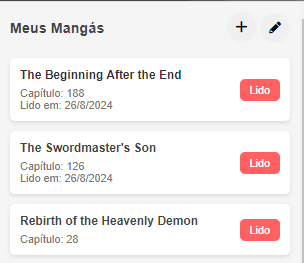 Meus Mangás
The Beginning After the End
Capítulo: 188
Lido em: 26/8/2024
Lido
The Swordmaster's Son
Capítulo: 126
Lido em: 26/8/2024
Lido
Rebirth of the Heavenly Demon
Capítulo: 28
Lido